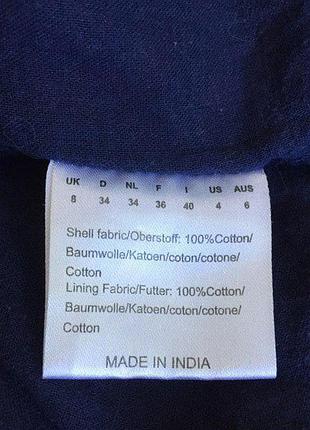 UK D NL F I US AUS
8 34 34 36 40 4 6
Shell fabric/Oberstoff: 100%Cotton/
Baumwolle/Katoen/coton/cotone/
Cotton
Lining Fabric/Futter: 100%Cotton/
Baumwolle/Katoen/coton/cotone/
Cotton
MADE IN INDIA